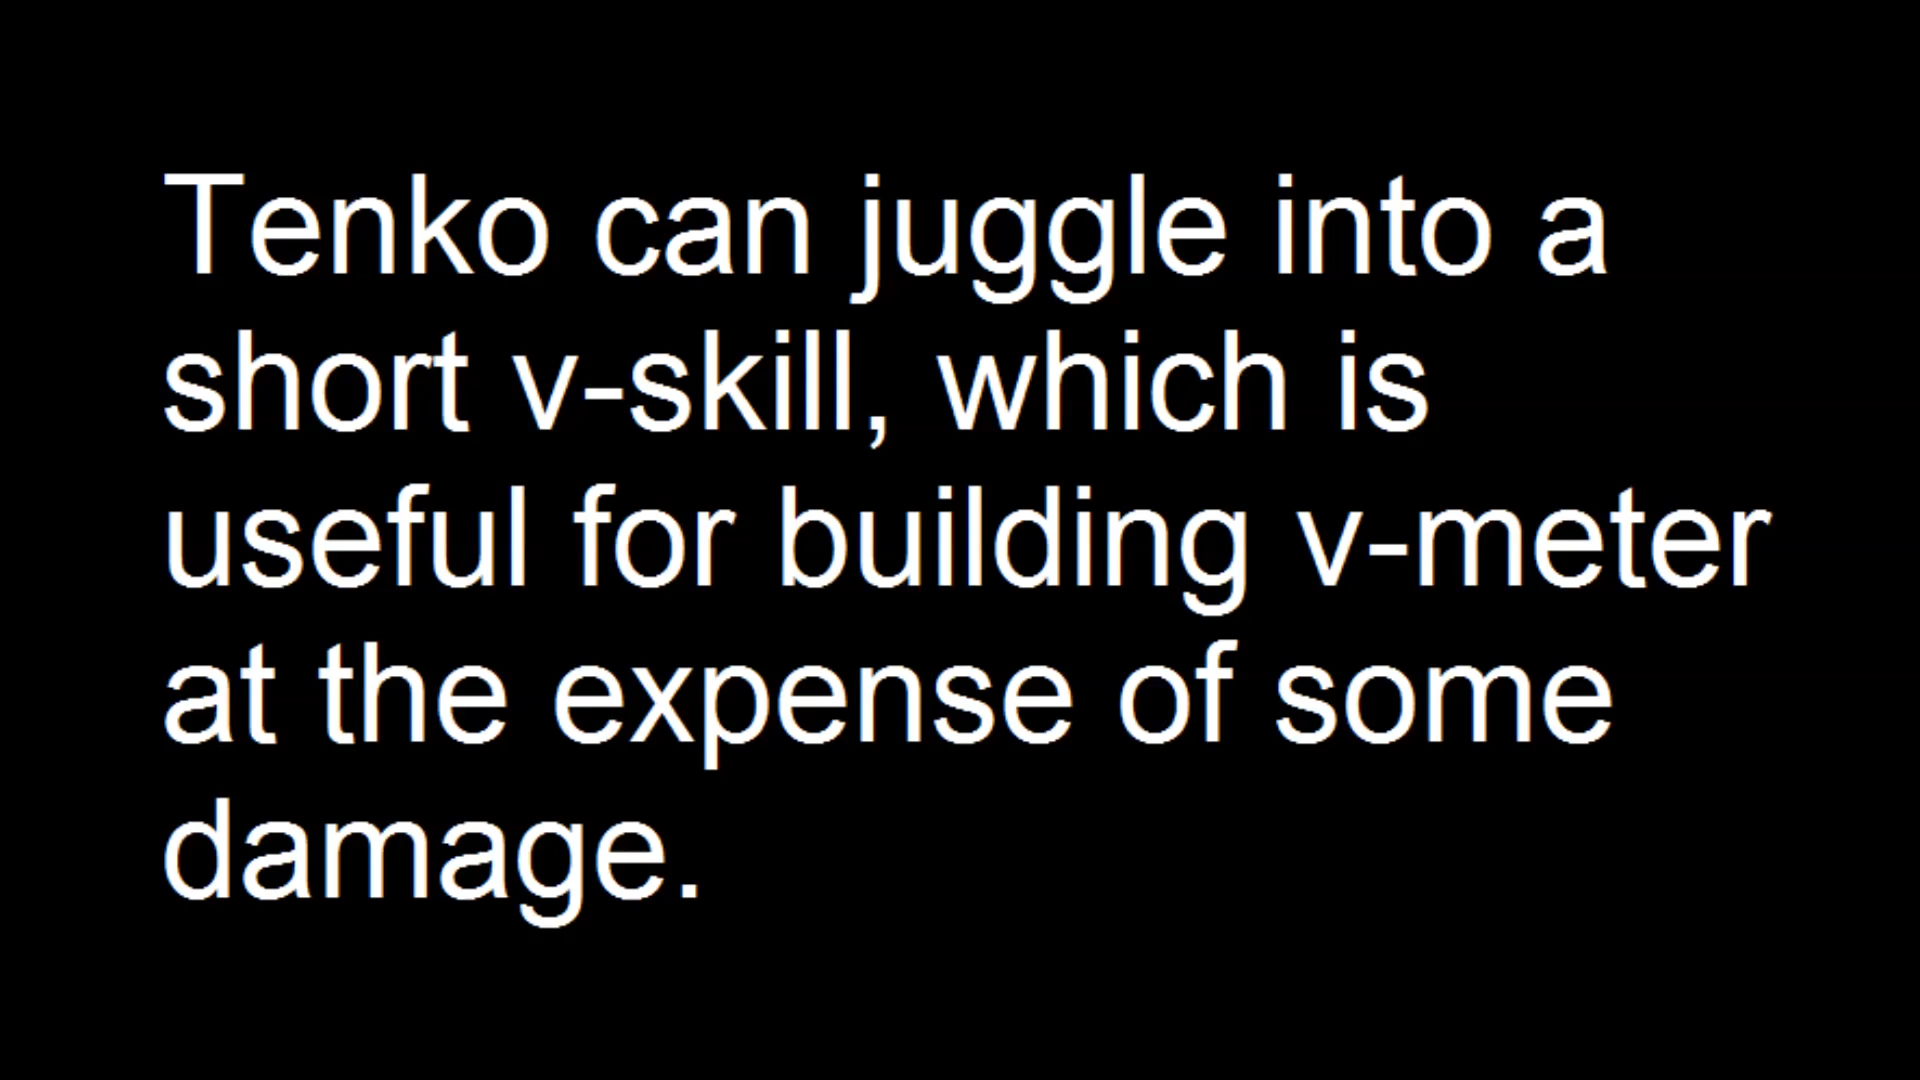 Tenko can juggle into a
short v-skill, which is
useful for building v-meter
at the expense of some
damage.